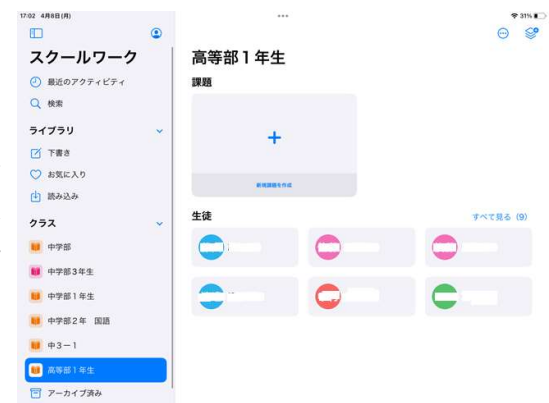 17:02 4月8日(月)
31%
スクールワーク
最近のアクティビティ
検索
ライブラリ
下書き
お気に入り
読み込み
クラス
中学部
中学部3年生
中学部1年生
中学部2年 国語
中3−1
高等部1年生
アーカイブ済み
高等部1年生
課題
新規課題を作成
生徒
すべて見る(9)